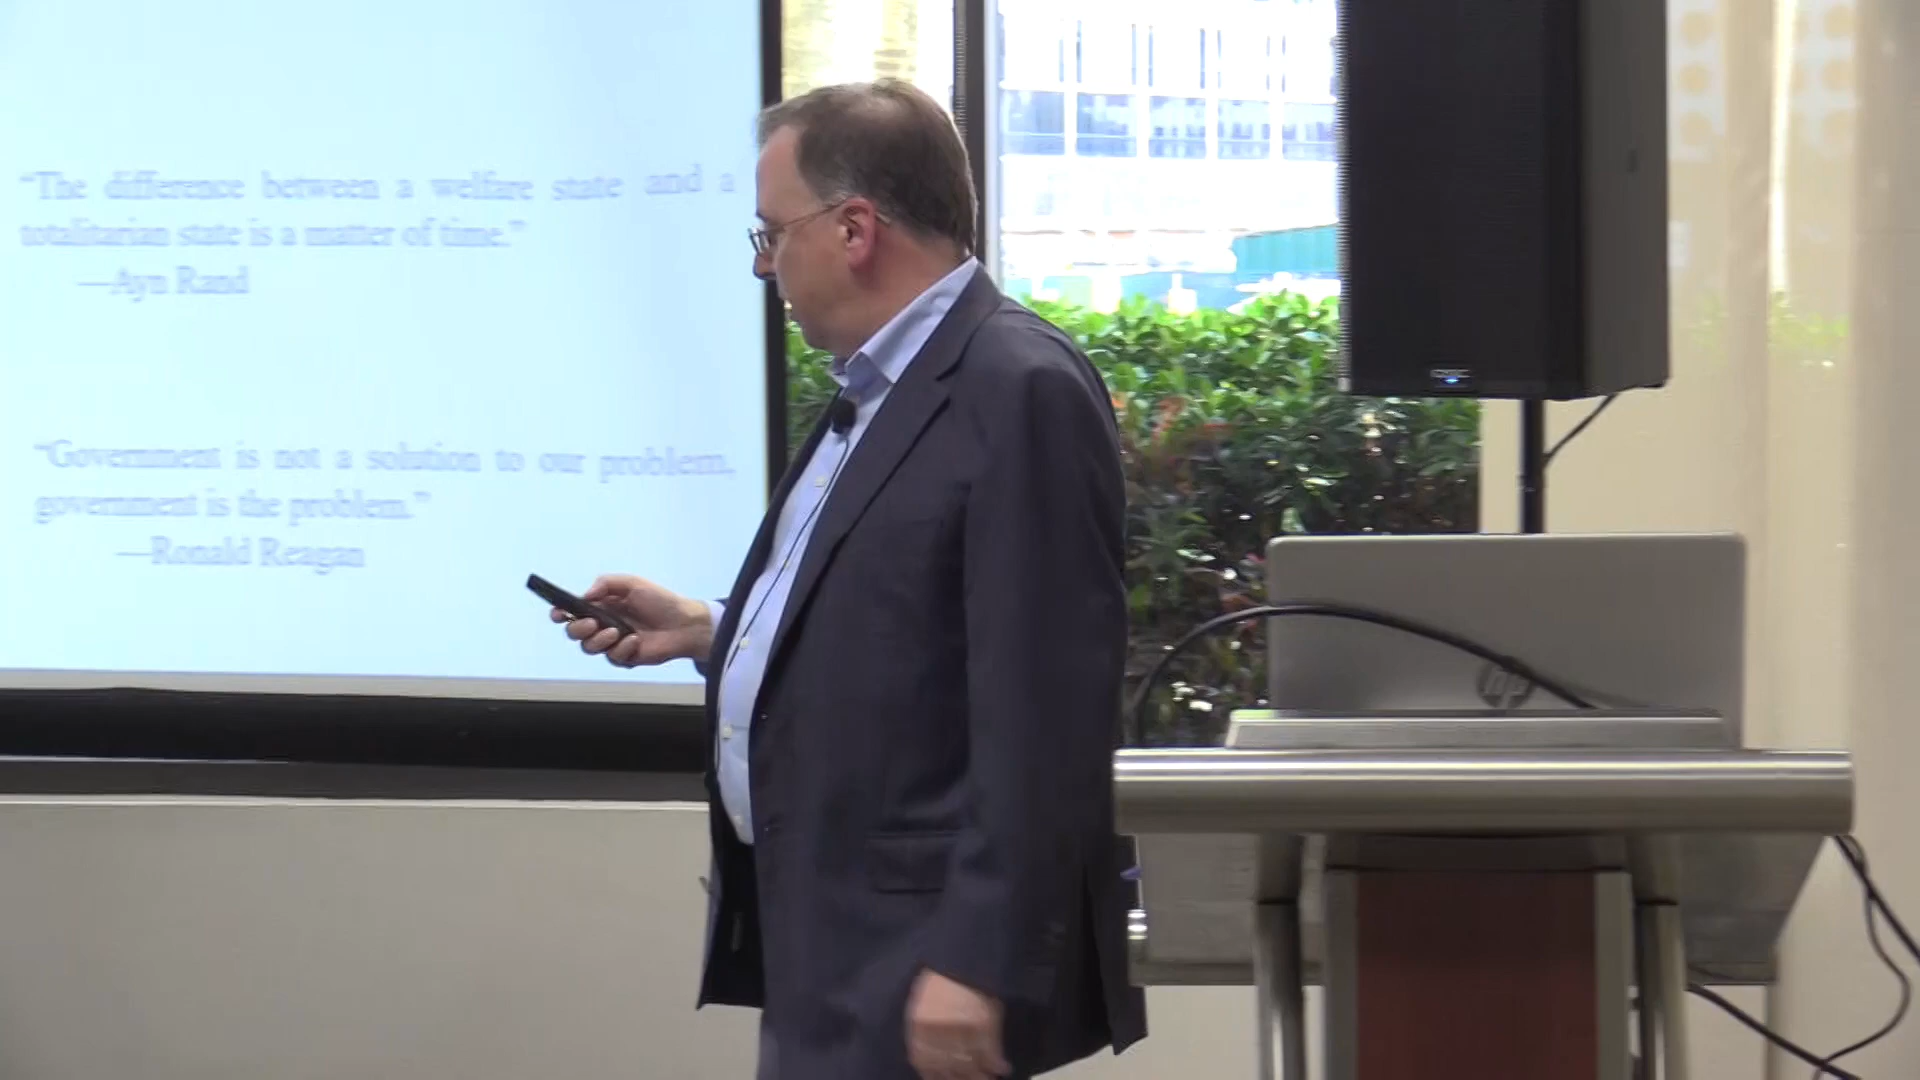 “The difference between a welfare state and a
totalitarian state is a matter of time.”
—Ayn Rand
“Government is not a solution to our problem,
government is the problem.”
—Ronald Reagan
QSC
hp